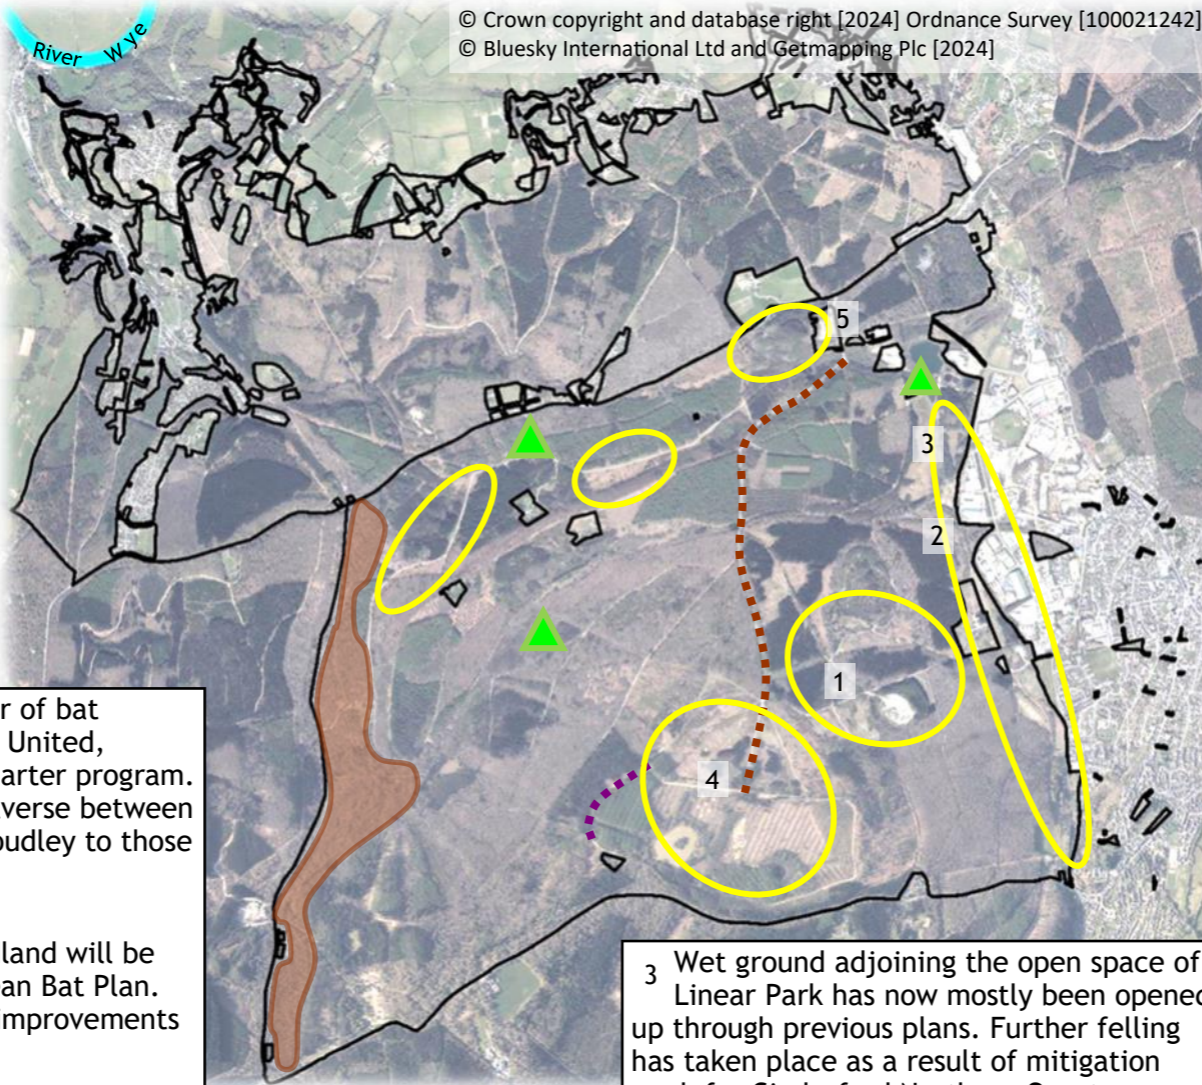 © Crown copyright and database right [2024] Ordnance Survey [100021242]
© Bluesky International Ltd and Getmapping Plc [2024]
River Wye
5
3
2
1
4
r of bat
United,
arter program.
verse between
oudley to those
land will be
an Bat Plan.
improvements
3 Wet ground adjoining the open space of
Linear Park has now mostly been opened
up through previous plans. Further felling
has taken place as a result of mitigation